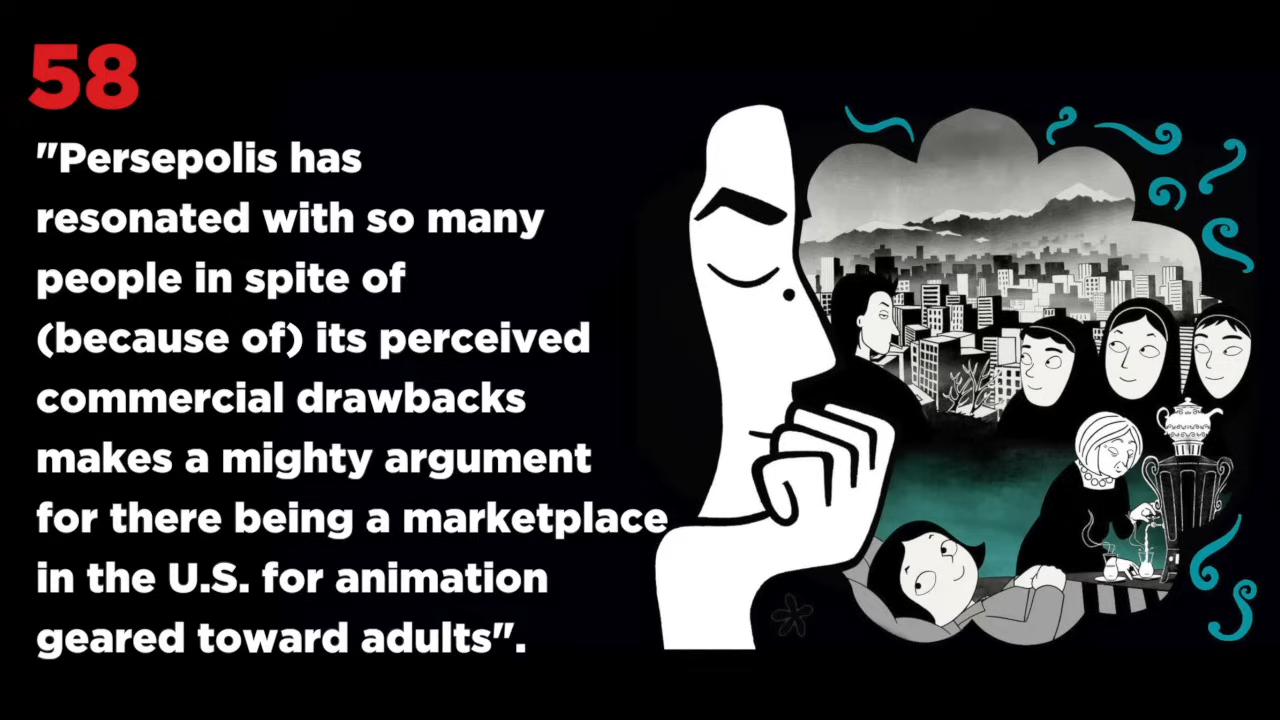 58
"Persepolis has
resonated with so many
people in spite of
(because of) its perceived
commercial drawbacks
makes a mighty argument
for there being a marketplace
in the U.S. for animation
geared toward adults".